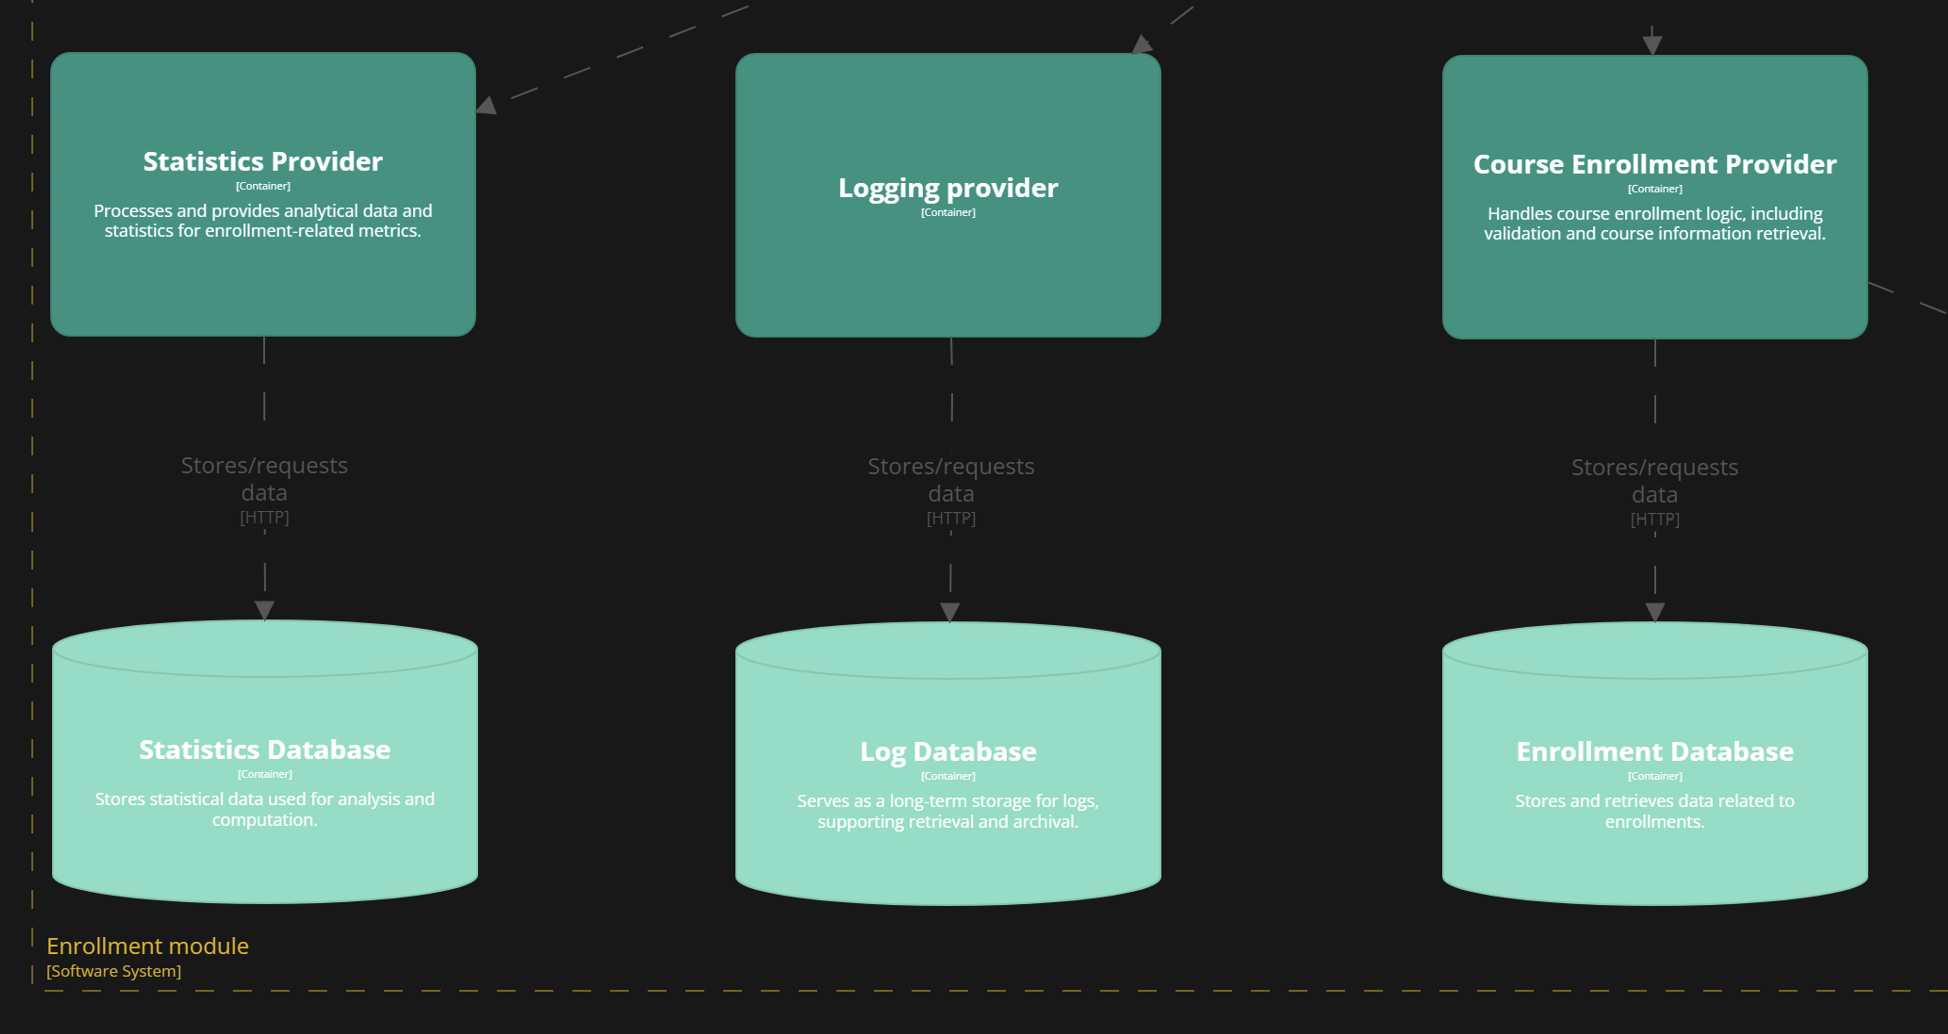 Statistics Provider
[Container]
Processes and provides analytical data and
statistics for enrollment-related metrics.
Logging provider
[Container]
Course Enrollment Provider
[Container]
Handles course enrollment logic, including
validation and course information retrieval.
Stores/requests
data
[HTTP]
Stores/requests
data
[HTTP]
Stores/requests
data
[HTTP]
Statistics Database
[Container]
Stores statistical data used for analysis and
computation.
Log Database
[Container]
Serves as a long-term storage for logs,
supporting retrieval and archival.
Enrollment Database
[Container]
Stores and retrieves data related to
enrollments.
Enrollment module
[Software System]